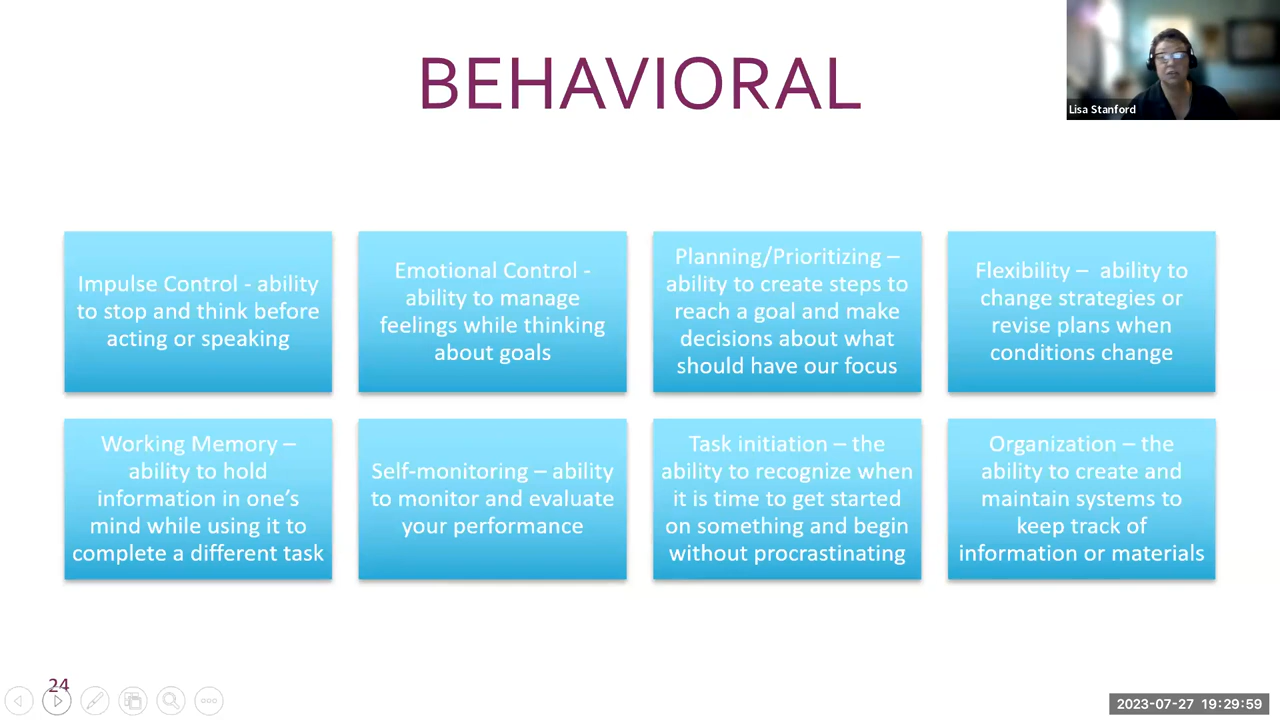 BEHAVIORAL
Lisa Stanford
Impulse Control - ability
to stop and think before
acting or speaking
Emotional Control -
ability to manage
feelings while thinking
about goals
Planning/Prioritizing –
ability to create steps to
reach a goal and make
decisions about what
should have our focus
Flexibility –  ability to
change strategies or
revise plans when
conditions change
Working Memory –
ability to hold
information in one’s
mind while using it to
complete a different task
Self-monitoring – ability
to monitor and evaluate
your performance
Task initiation – the
ability to recognize when
it is time to get started
on something and begin
without procrastinating
Organization – the
ability to create and
maintain systems to
keep track of
information or materials
24
2023-07-27 19:29:59